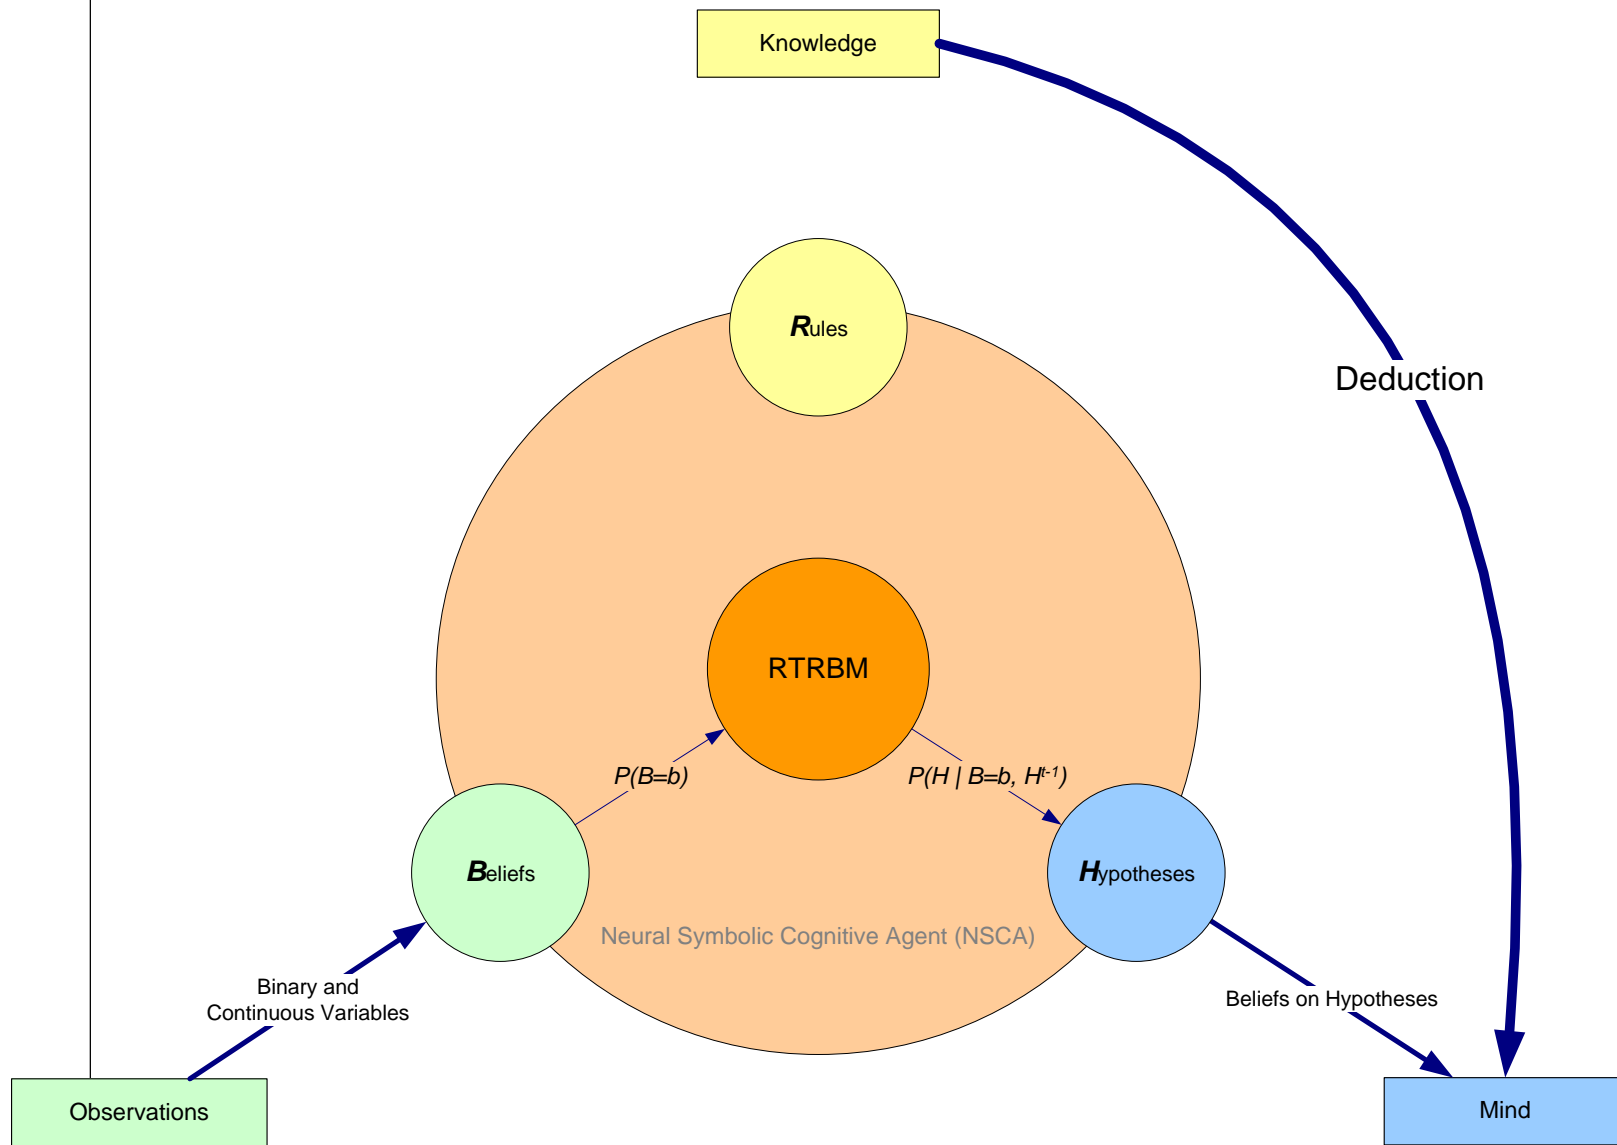 Knowledge
Rules
Deduction
RTRBM
P(B=b)
P(H | B=b, H^t-1)
Beliefs
Hypotheses
Neural Symbolic Cognitive Agent (NSCA)
Binary and
Continuous Variables
Beliefs on Hypotheses
Observations
Mind